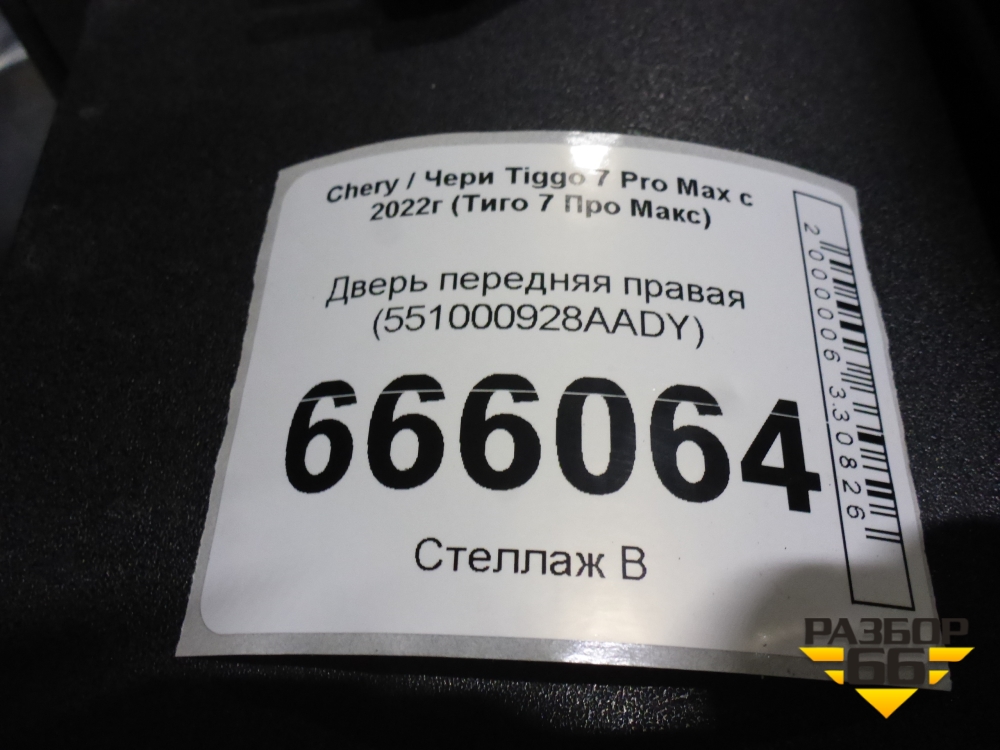 Chery / Чери Tiggo 7 Pro Max с
2022г (Тиго 7 Про Макс)
Дверь передняя правая
(551000928AADY)
666064
Стеллаж В
2000006330826
РАЗБОР
66